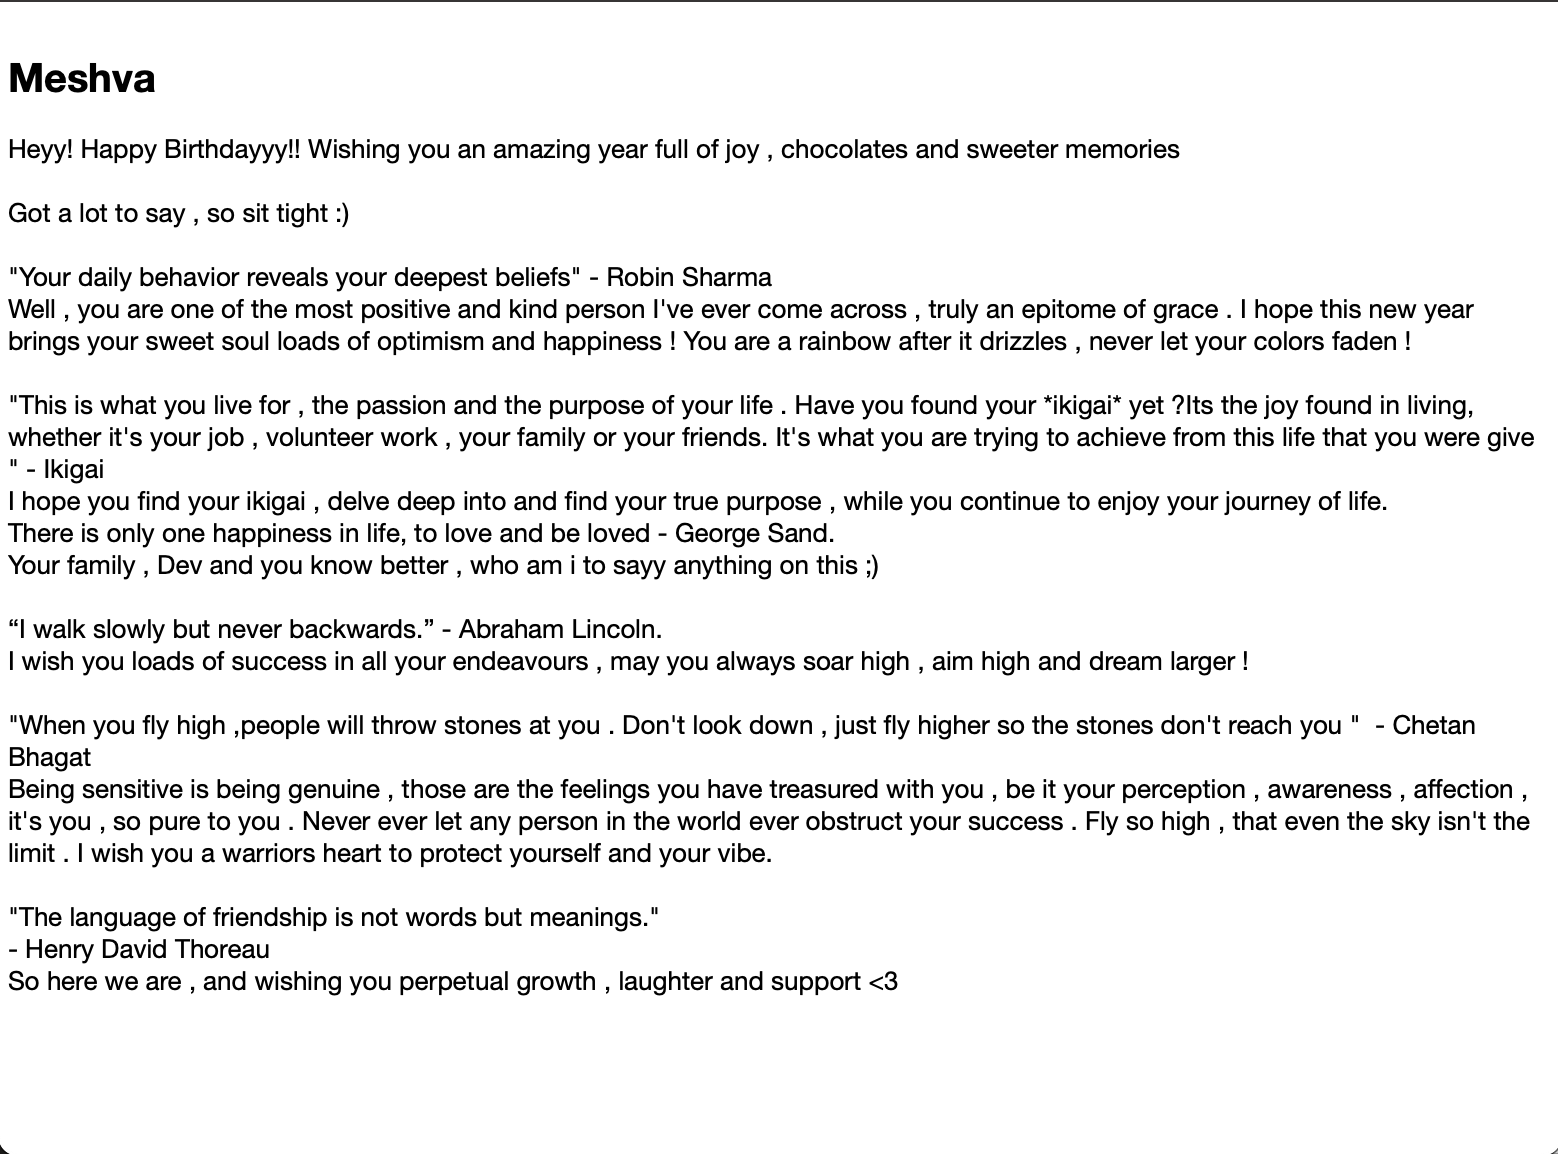 Meshva
Heyy! Happy Birthdayyy!! Wishing you an amazing year full of joy , chocolates and sweeter memories
Got a lot to say , so sit tight :)
"Your daily behavior reveals your deepest beliefs" - Robin Sharma
Well , you are one of the most positive and kind person I've ever come across , truly an epitome of grace . I hope this new year
brings your sweet soul loads of optimism and happiness ! You are a rainbow after it drizzles , never let your colors faden !
"This is what you live for , the passion and the purpose of your life . Have you found your *ikigai* yet ?Its the joy found in living,
whether it's your job , volunteer work , your family or your friends. It's what you are trying to achieve from this life that you were give
" - Ikigai
I hope you find your ikigai , delve deep into and find your true purpose , while you continue to enjoy your journey of life.
There is only one happiness in life, to love and be loved - George Sand.
Your family , Dev and you know better , who am i to sayy anything on this ;)
“I walk slowly but never backwards.” - Abraham Lincoln.
I wish you loads of success in all your endeavours , may you always soar high , aim high and dream larger !
"When you fly high ,people will throw stones at you . Don't look down , just fly higher so the stones don't reach you "  - Chetan
Bhagat
Being sensitive is being genuine , those are the feelings you have treasured with you , be it your perception , awareness , affection ,
it's you , so pure to you . Never ever let any person in the world ever obstruct your success . Fly so high , that even the sky isn't the
limit . I wish you a warriors heart to protect yourself and your vibe.
"The language of friendship is not words but meanings."
- Henry David Thoreau
So here we are , and wishing you perpetual growth , laughter and support <3